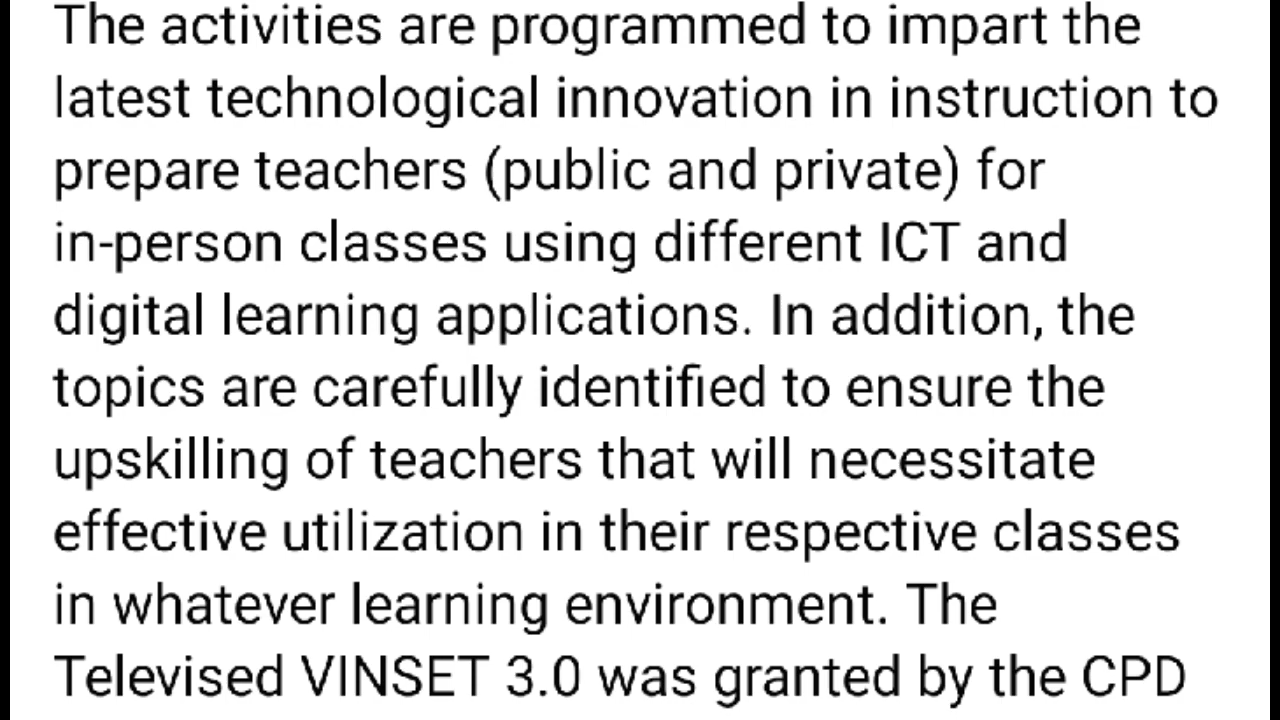 The activities are programmed to impart the
latest technological innovation in instruction to
prepare teachers (public and private) for
in-person classes using different ICT and
digital learning applications. In addition, the
topics are carefully identified to ensure the
upskilling of teachers that will necessitate
effective utilization in their respective classes
in whatever learning environment. The
Televised VINSET 3.0 was granted by the CPD